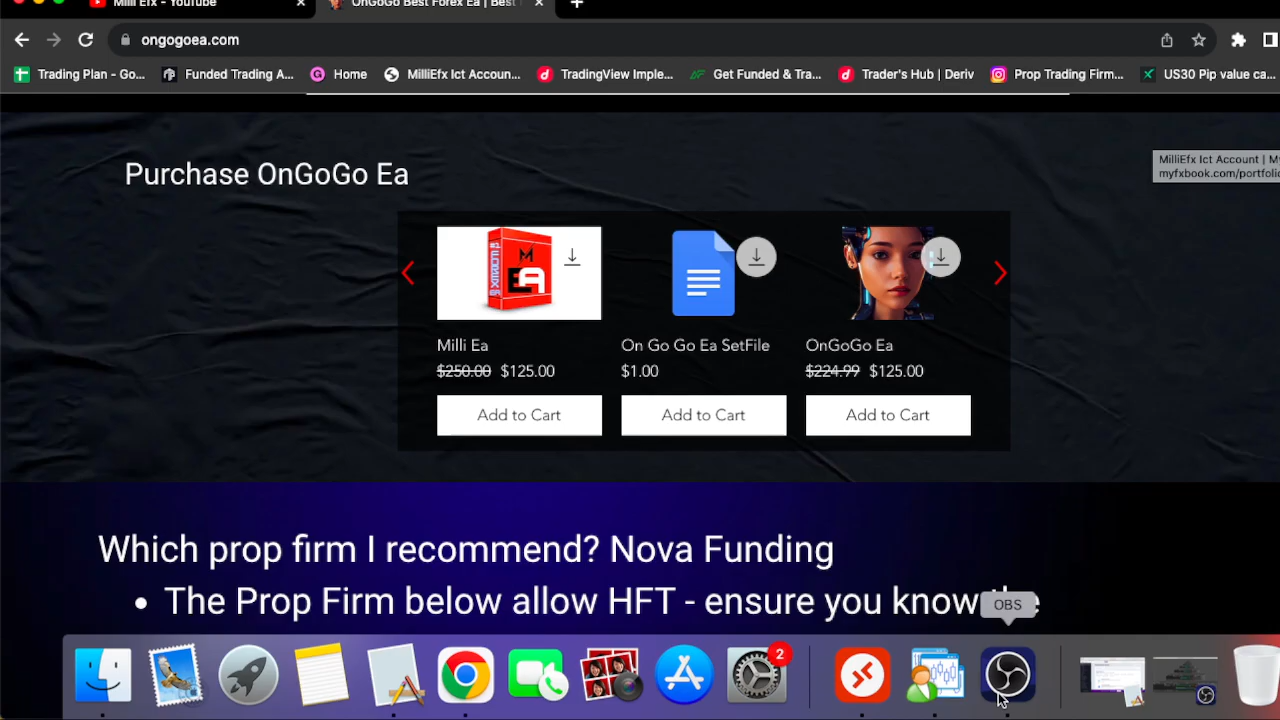 Milli Efx - YouTube
OnGoGo Best Forex Ea | Best
ongogoea.com
Trading Plan - Go...
Funded Trading A...
Home
MilliEfx Ict Accoun...
TradingView Imple...
Get Funded & Tra...
Trader's Hub | Deriv
Prop Trading Firm...
US30 Pip value ca...
MilliEfx Ict Account | M
myfxbook.com/portfolio
Purchase OnGoGo Ea
Milli Ea
$250.00 $125.00
Add to Cart
On Go Go Ea SetFile
$1.00
Add to Cart
OnGoGo Ea
$224.99 $125.00
Add to Cart
Which prop firm I recommend? Nova Funding
• The Prop Firm below allow HFT - ensure you know
OBS
2